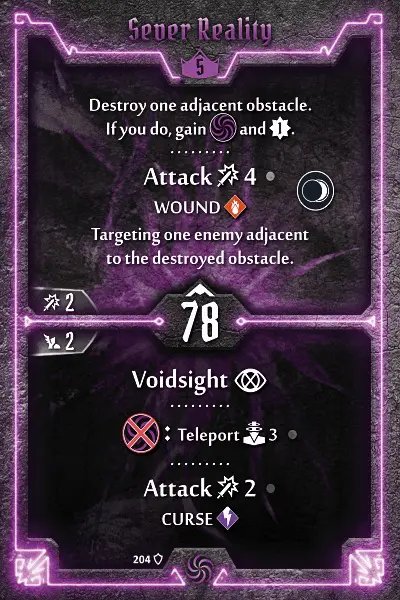 Sever Reality
5
Destroy one adjacent obstacle.
If you do, gain and 1.
Attack 4
WOUND
Targeting one enemy adjacent
to the destroyed obstacle.
2
78
2
Voidsight
: Teleport 3
Attack 2
CURSE
204